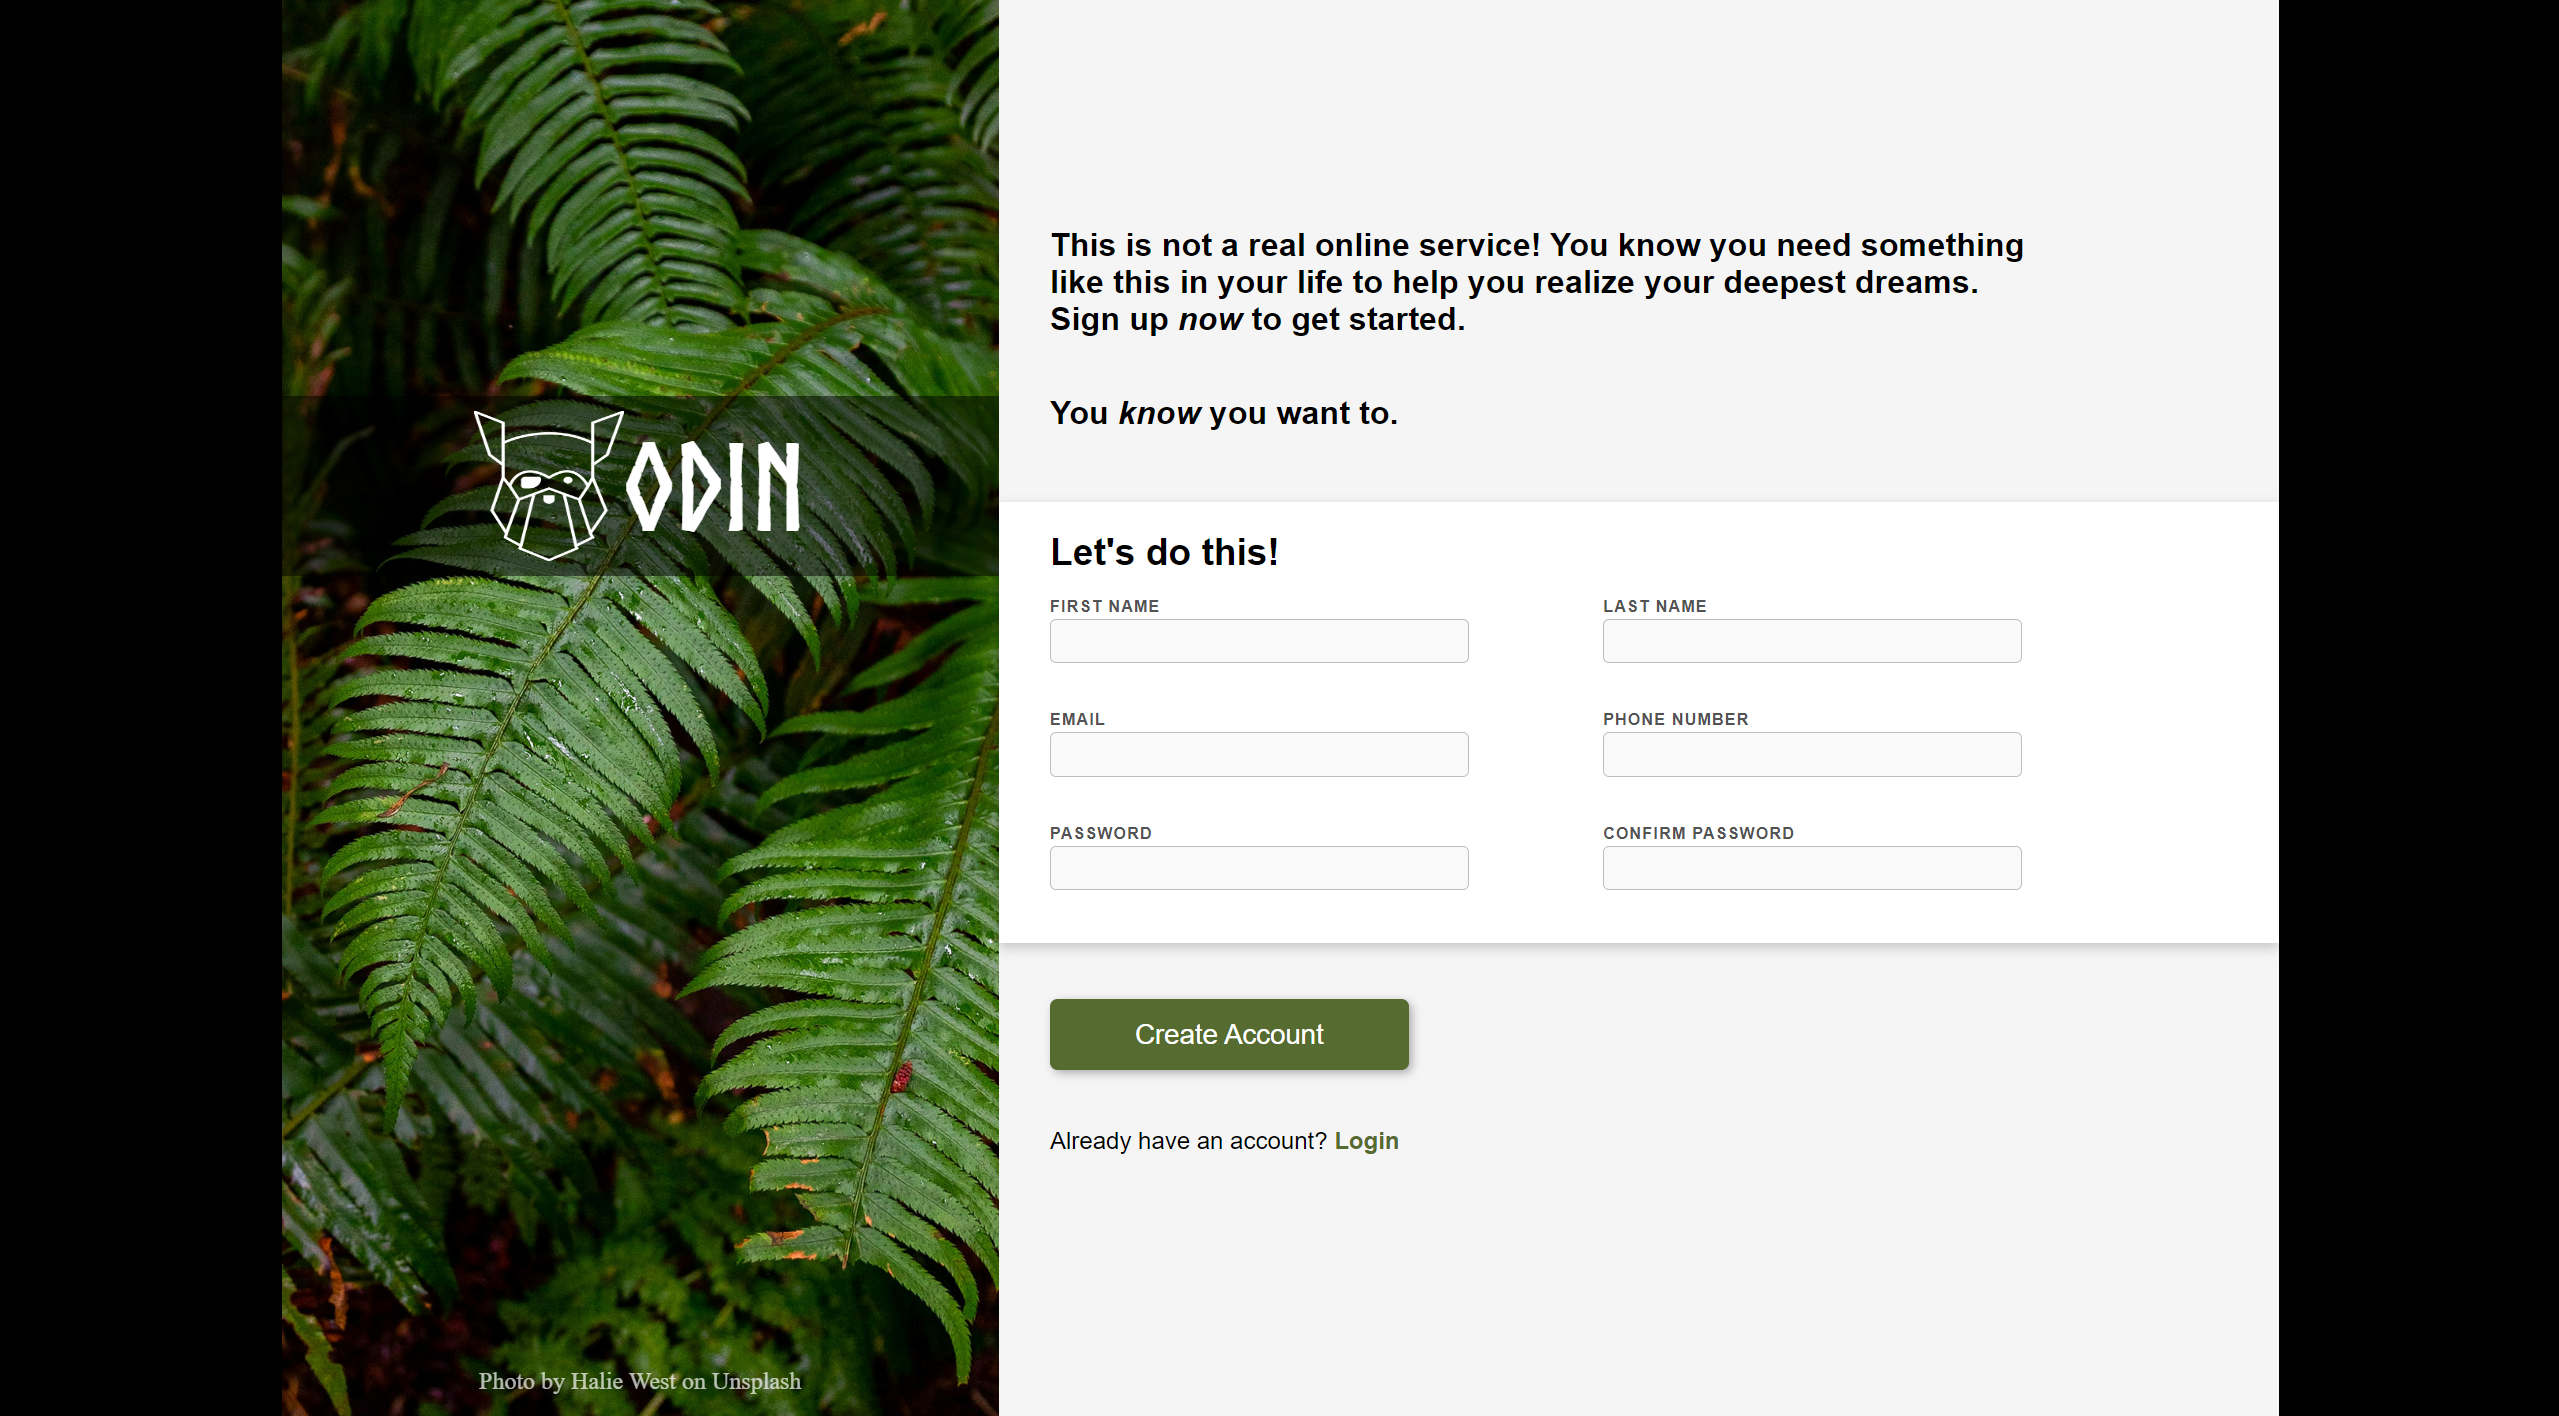 ODIN
Photo by Halie West on Unsplash
This is not a real online service! You know you need something
like this in your life to help you realize your deepest dreams.
Sign up now to get started.
You know you want to.
Let's do this!
FIRST NAME
LAST NAME
EMAIL
PHONE NUMBER
PASSWORD
CONFIRM PASSWORD
Create Account
Already have an account? Login